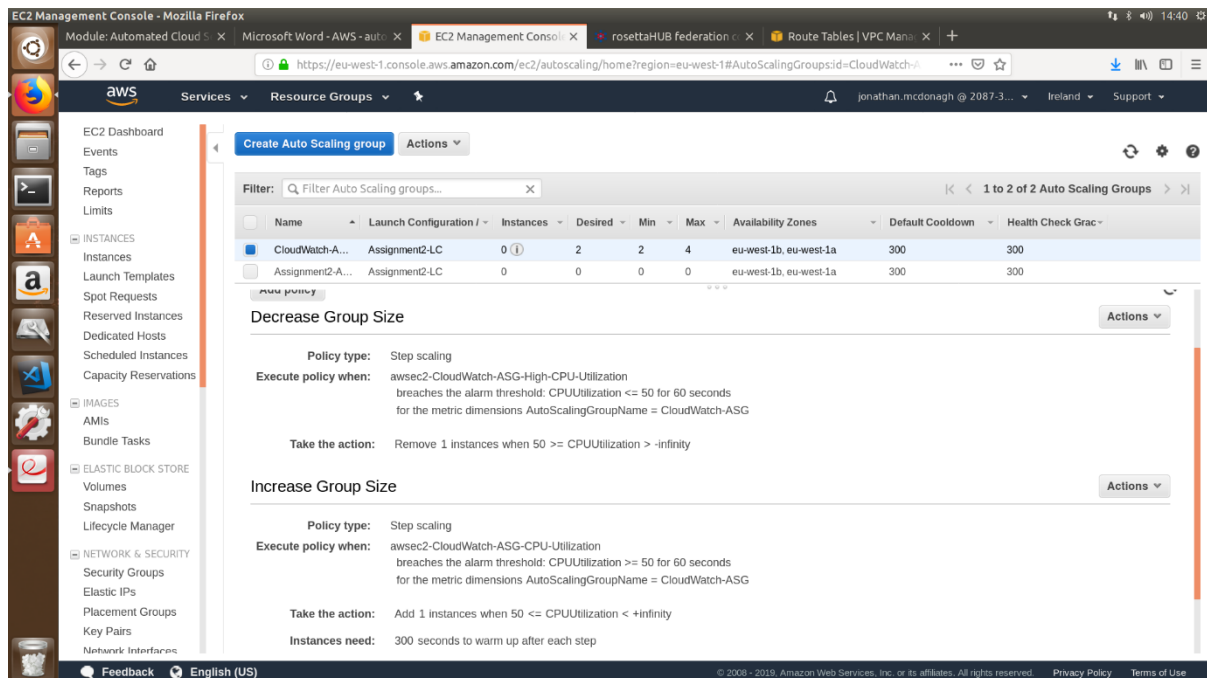 EC2 Management Console - Mozilla Firefox
14:40
Module: Automated Cloud S
Microsoft Word - AWS - auto
EC2 Management Consol
rosettaHUB federation c
Route Tables | VPC Mana
https://eu-west-1.console.aws.amazon.com/ec2/autoscaling/home?region=eu-west-1#AutoScalingGroups:id=CloudWatch-A
aws
Services
Resource Groups
jonathan.mcdonagh @ 2087-3...
Ireland
Support
EC2 Dashboard
Events
Tags
Reports
Limits
INSTANCES
Instances
Launch Templates
Spot Requests
Reserved Instances
Dedicated Hosts
Scheduled Instances
Capacity Reservations
IMAGES
AMIs
Bundle Tasks
ELASTIC BLOCK STORE
Volumes
Snapshots
Lifecycle Manager
NETWORK & SECURITY
Security Groups
Elastic IPs
Placement Groups
Key Pairs
Network Interfaces
Create Auto Scaling group Actions
Filter: Filter Auto Scaling groups... 1 to 2 of 2 Auto Scaling Groups
Name Launch Configuration / Instances Desired Min Max Availability Zones Default Cooldown Health Check Grac
CloudWatch-A... Assignment2-LC 0 2 2 4 eu-west-1b, eu-west-1a 300 300
Assignment2-A... Assignment2-LC 0 0 0 0 eu-west-1b, eu-west-1a 300 300
Add policy
Decrease Group Size Actions
Policy type: Step scaling
Execute policy when: awsec2-CloudWatch-ASG-High-CPU-Utilization
breaches the alarm threshold: CPUUtilization <= 50 for 60 seconds
for the metric dimensions AutoScalingGroupName = CloudWatch-ASG
Take the action: Remove 1 instances when 50 >= CPUUtilization > -infinity
Increase Group Size Actions
Policy type: Step scaling
Execute policy when: awsec2-CloudWatch-ASG-CPU-Utilization
breaches the alarm threshold: CPUUtilization >= 50 for 60 seconds
for the metric dimensions AutoScalingGroupName = CloudWatch-ASG
Take the action: Add 1 instances when 50 <= CPUUtilization < +infinity
Instances need: 300 seconds to warm up after each step
Feedback English (US) © 2008 - 2019, Amazon Web Services, Inc. or its affiliates. All rights reserved. Privacy Policy Terms of Use